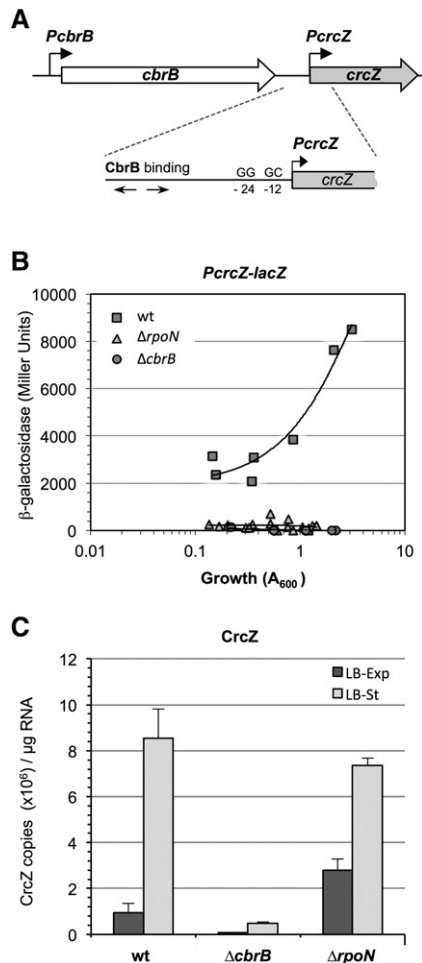 A
PcbrB
PcrcZ
cbrB
crcZ
PcrcZ
CbrB binding
GG GC
- 24 -12
crcZ
B
PcrcZ-lacZ
10000
8000
6000
4000
2000
0
β-galactosidase (Miller Units)
wt
ΔrpoN
ΔcbrB
0.01 0.1 1 10
Growth (A600)
C
CrcZ
12
10
8
6
4
2
0
CrcZ copies (x10⁶) / µg RNA
LB-Exp
LB-St
wt ΔcbrB ΔrpoN